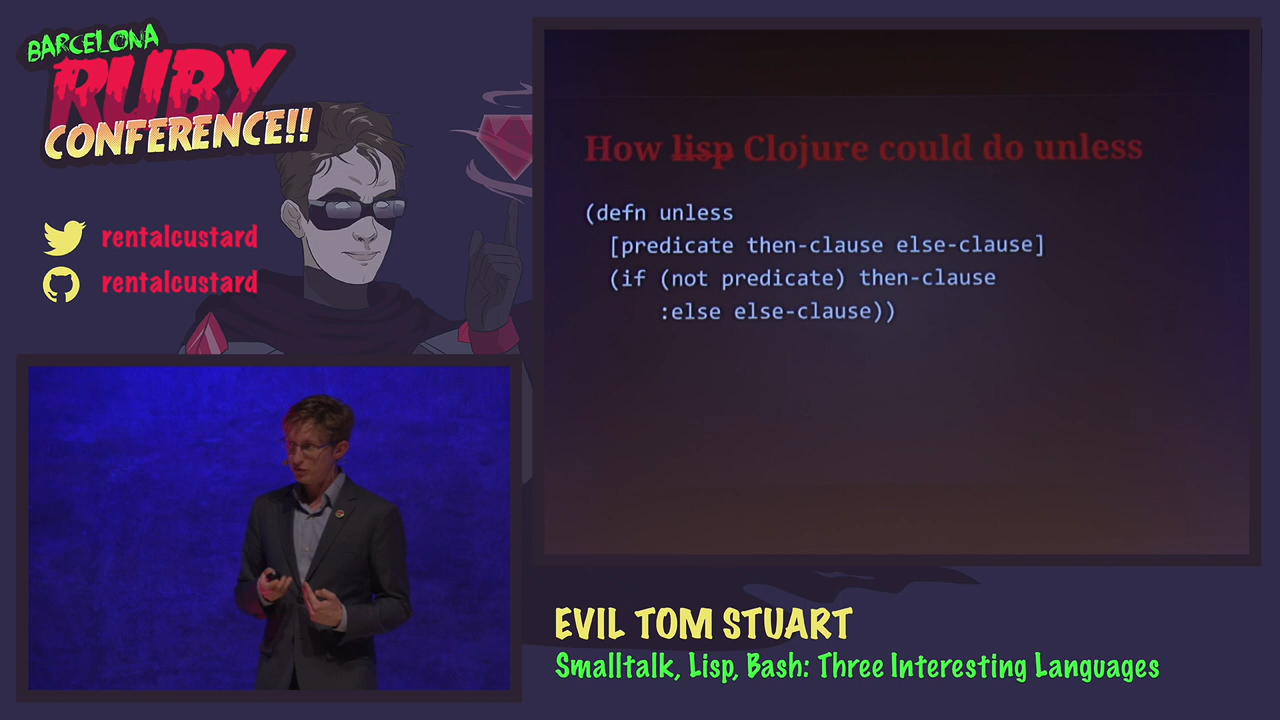 BARCELONA
RUBY
CONFERENCE!!
rentalcustard
rentalcustard
How lisp Clojure could do unless
(defn unless
[predicate then-clause else-clause]
(if (not predicate) then-clause
:else else-clause))
EVIL TOM STUART
Smalltalk, Lisp, Bash: Three Interesting Languages